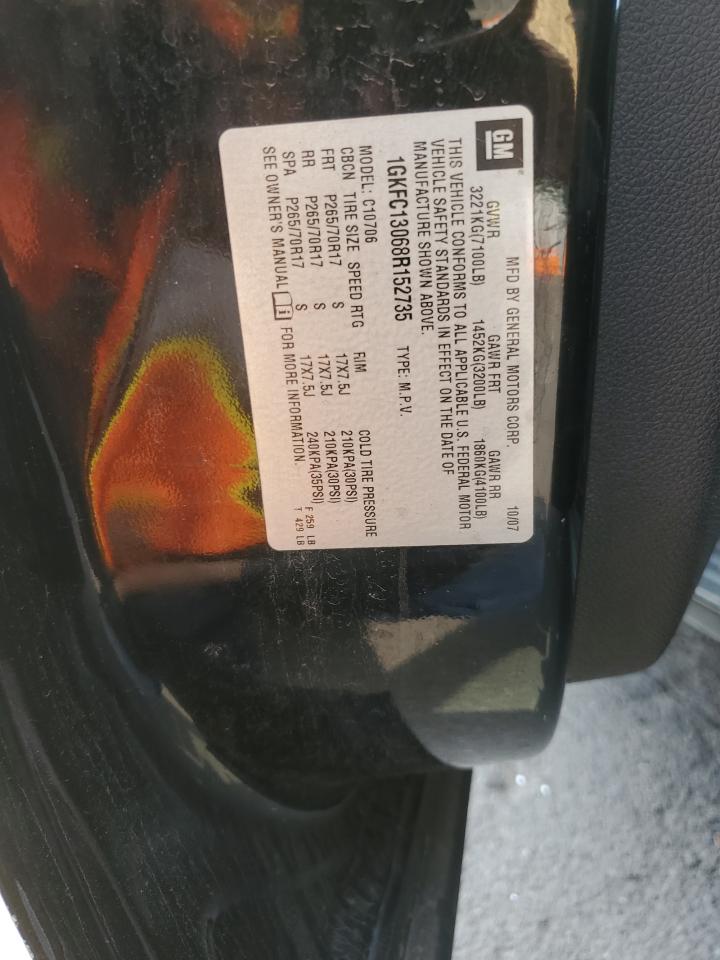 GM
MFD BY GENERAL MOTORS CORP. 10/07
GVWR GAWR FRT GAWR RR
3221KG(7100LB) 1452KG(3200LB) 1860KG(4100LB)
THIS VEHICLE CONFORMS TO ALL APPLICABLE U.S. FEDERAL MOTOR
VEHICLE SAFETY STANDARDS IN EFFECT ON THE DATE OF
MANUFACTURE SHOWN ABOVE.
1GKFC13068R152735 TYPE: M.P.V.
MODEL: C10706
CBCN TIRE SIZE SPEED RTG RIM COLD TIRE PRESSURE
FRT P265/70R17 S 17X7.5J 210KPA(30PSI)
RR P265/70R17 S 17X7.5J 210KPA(30PSI)
SPA P265/70R17 S 17X7.5J 240KPA(35PSI) F 259 LB
SEE OWNER'S MANUAL i FOR MORE INFORMATION. T 429 LB